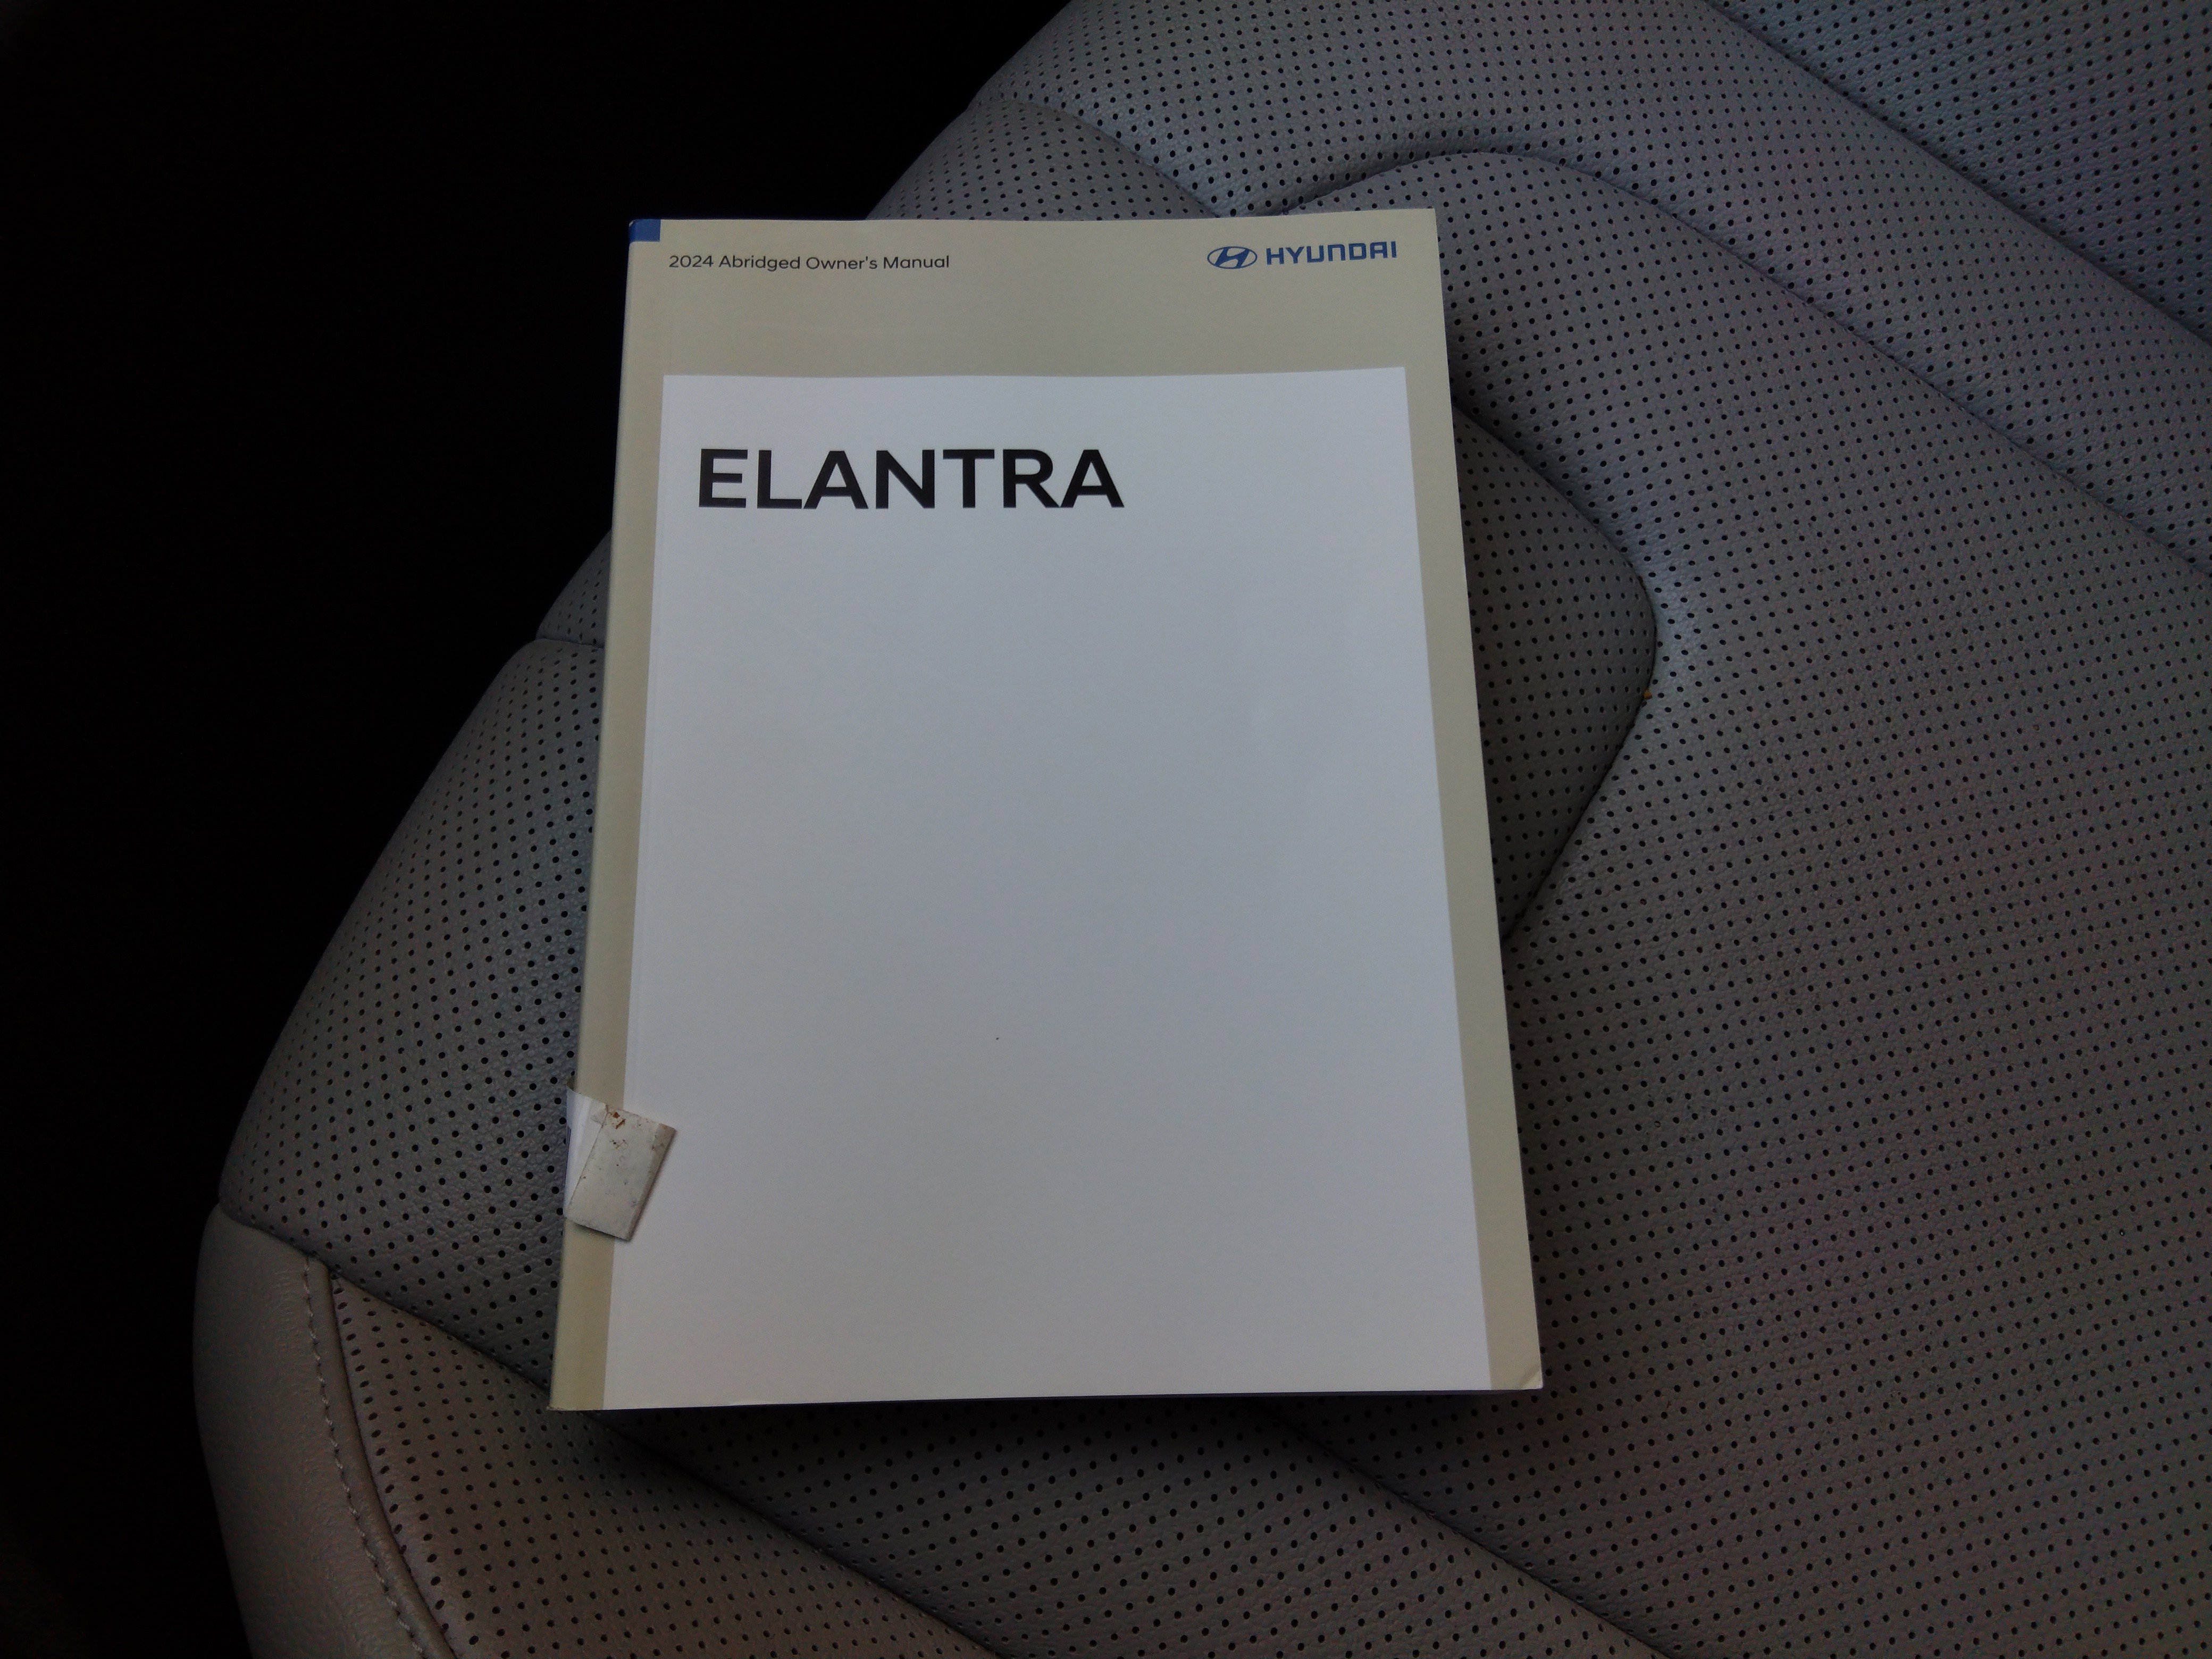 2024 Abridged Owner's Manual
HYUNDAI
ELANTRA